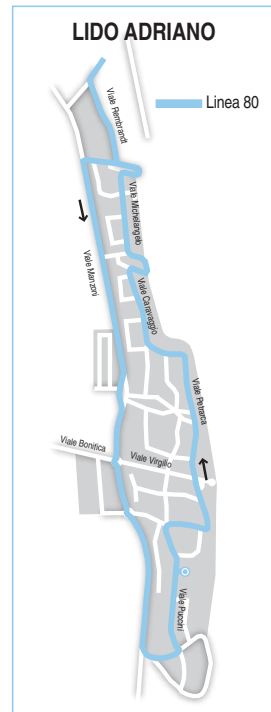 LIDO ADRIANO
Linea 80
Viale Rembrandt
Viale Michelangelo
Viale Manzoni
Viale Caravaggio
Viale Petrarca
Viale Bonifica
Viale Virgilio
Viale Puccini